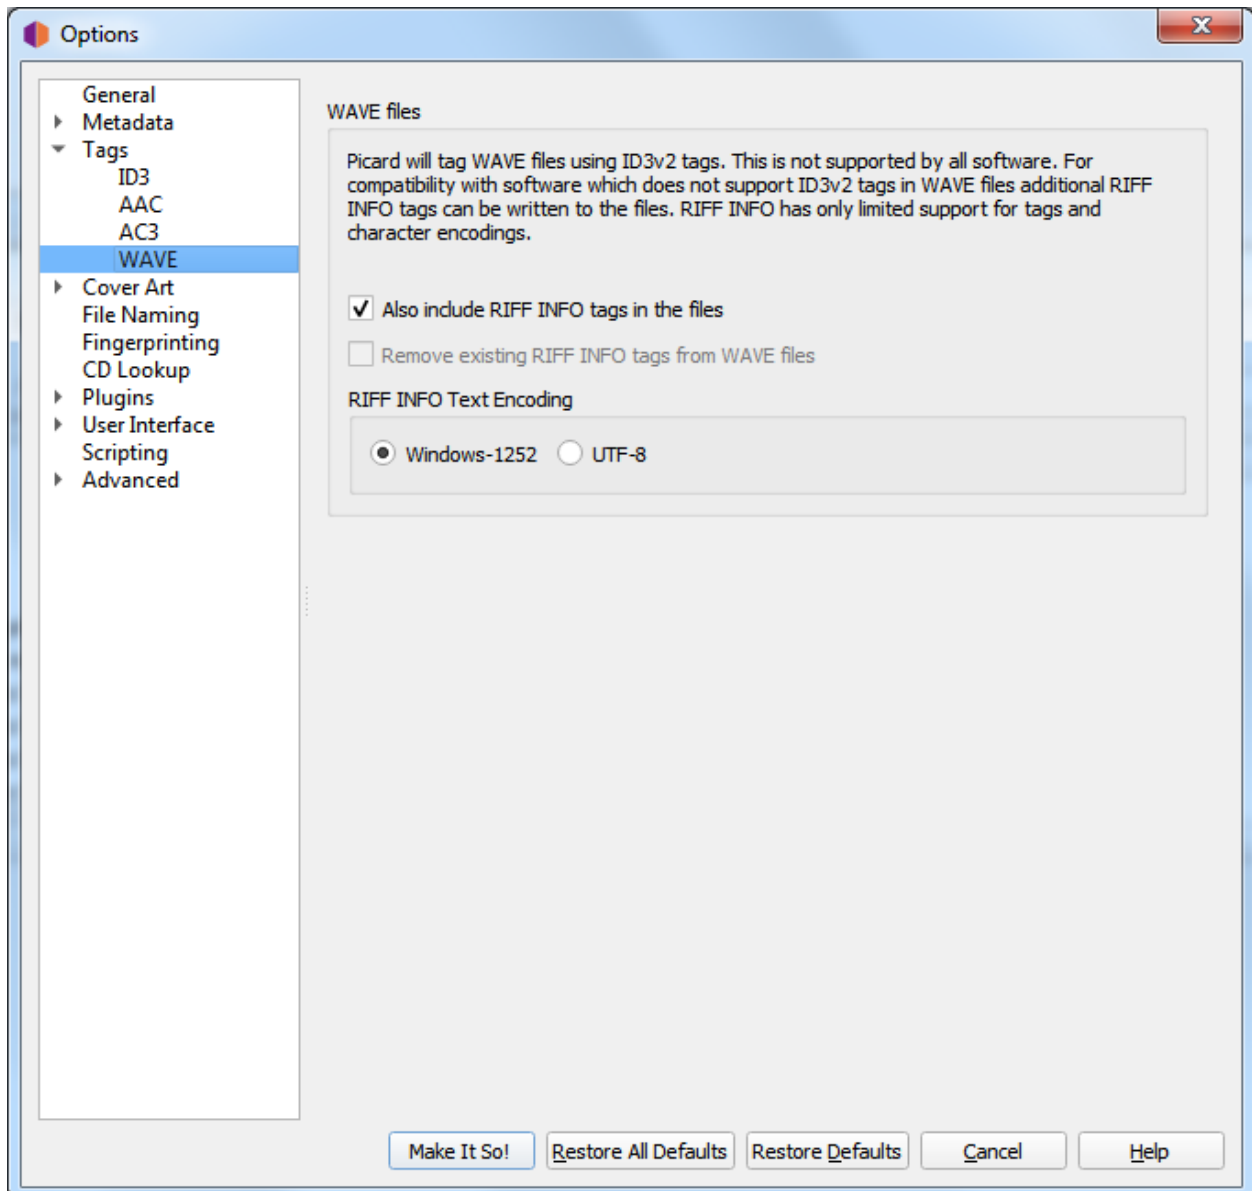 Options
General
Metadata
Tags
ID3
AAC
AC3
WAVE
Cover Art
File Naming
Fingerprinting
CD Lookup
Plugins
User Interface
Scripting
Advanced
WAVE files
Picard will tag WAVE files using ID3v2 tags. This is not supported by all software. For
compatibility with software which does not support ID3v2 tags in WAVE files additional RIFF
INFO tags can be written to the files. RIFF INFO has only limited support for tags and
character encodings.
Also include RIFF INFO tags in the files
Remove existing RIFF INFO tags from WAVE files
RIFF INFO Text Encoding
Windows-1252 UTF-8
Make It So! Restore All Defaults Restore Defaults Cancel Help